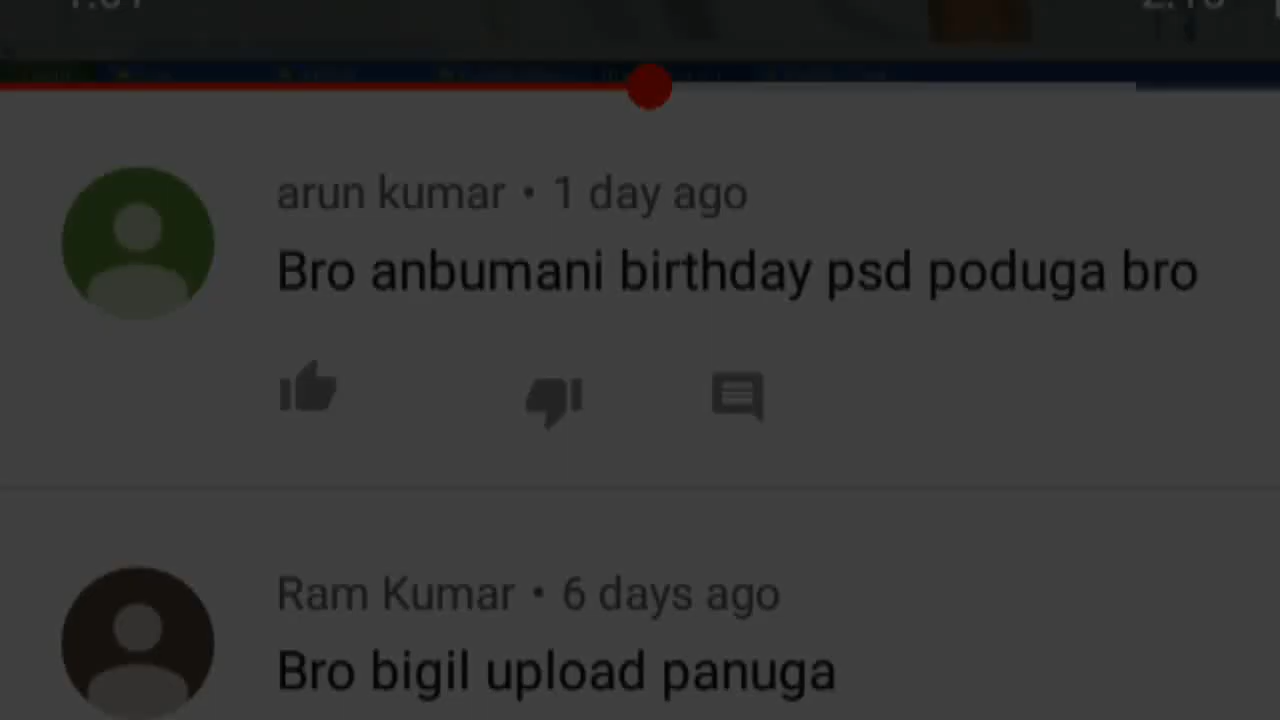 arun kumar • 1 day ago
Bro anbumani birthday psd poduga bro
Ram Kumar • 6 days ago
Bro bigil upload panuga